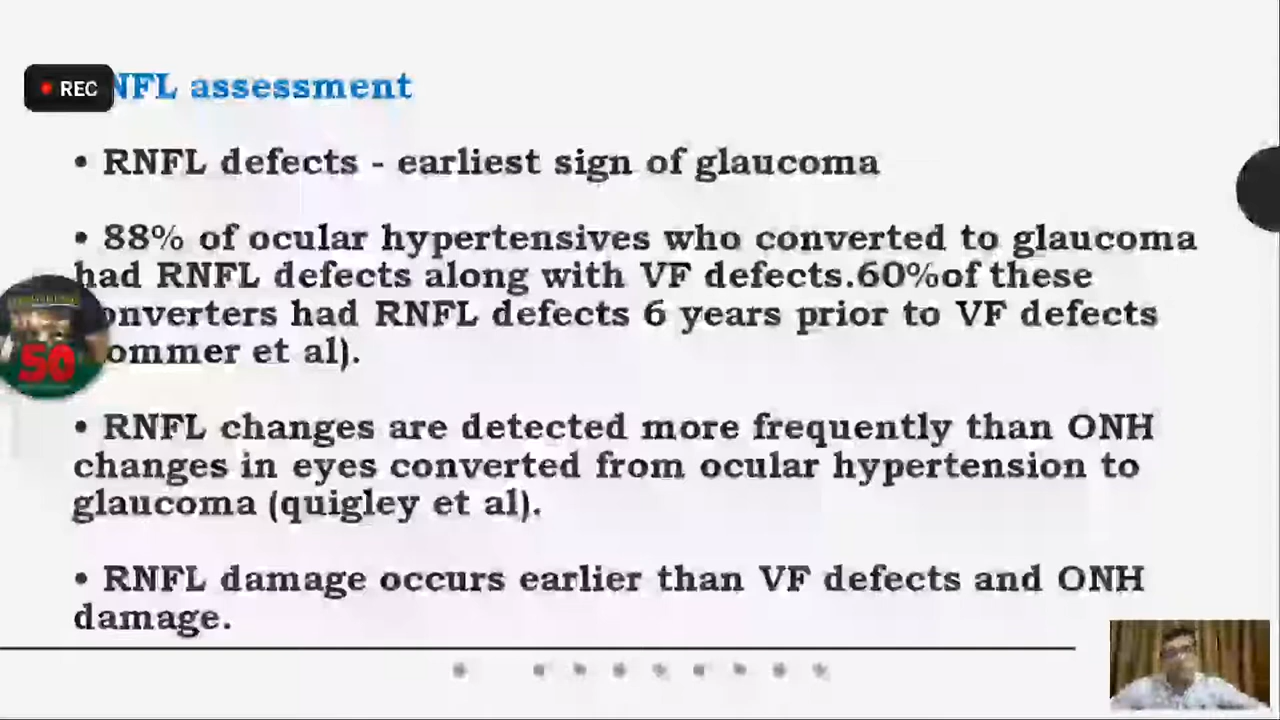 REC
NFL assessment
• RNFL defects - earliest sign of glaucoma
• 88% of ocular hypertensives who converted to glaucoma
had RNFL defects along with VF defects.60%of these
onverters had RNFL defects 6 years prior to VF defects
ommer et al).
• RNFL changes are detected more frequently than ONH
changes in eyes converted from ocular hypertension to
glaucoma (quigley et al).
• RNFL damage occurs earlier than VF defects and ONH
damage.
50